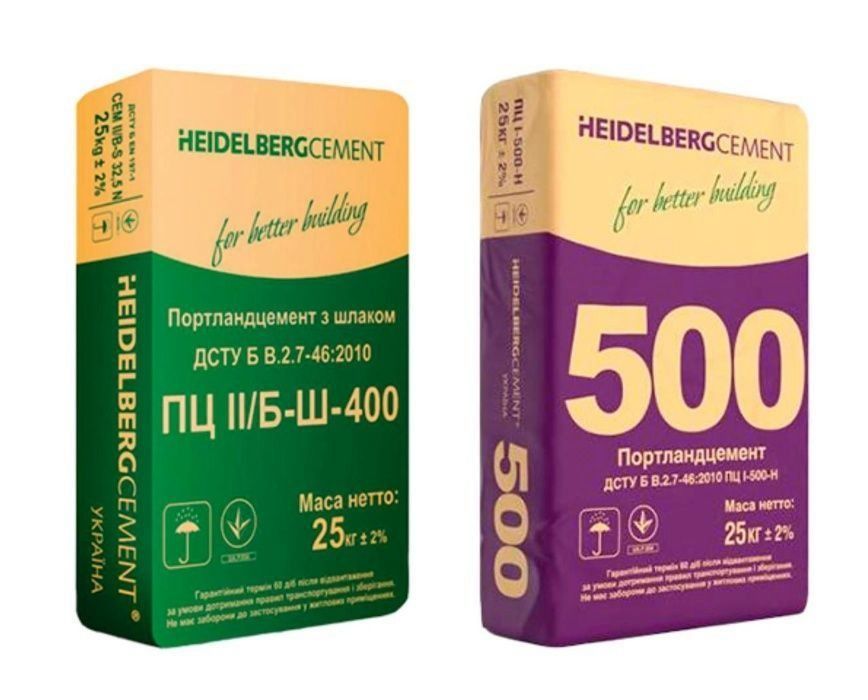 ДСТУ Б EN 197-1
CEM II/B-S 32,5 N
25kg ± 2%
HEIDELBERGCEMENT
for better building
HEIDELBERGCEMENT®
УКРАЇНА
Портландцемент з шлаком
ДСТУ Б В.2.7-46:2010
ПЦ II/Б-Ш-400
Маса нетто:
25кг ± 2%
Гарантійний термін 60 діб після відвантаження
за умови дотримання правил транспортування і зберігання.
Не має заборони до застосування у житлових приміщеннях.
ПЦ I-500-Н
25кг ± 2%
HEIDELBERGCEMENT
for better building
HEIDELBERGCEMENT
УКРАЇНА
500
500
Портландцемент
ДСТУ Б В.2.7-46:2010 ПЦ I-500-Н
Маса нетто:
25кг ± 2%
Гарантійний термін 60 діб після відвантаження
за умови дотримання правил транспортування і зберігання.
Не має заборони до застосування у житлових приміщеннях.